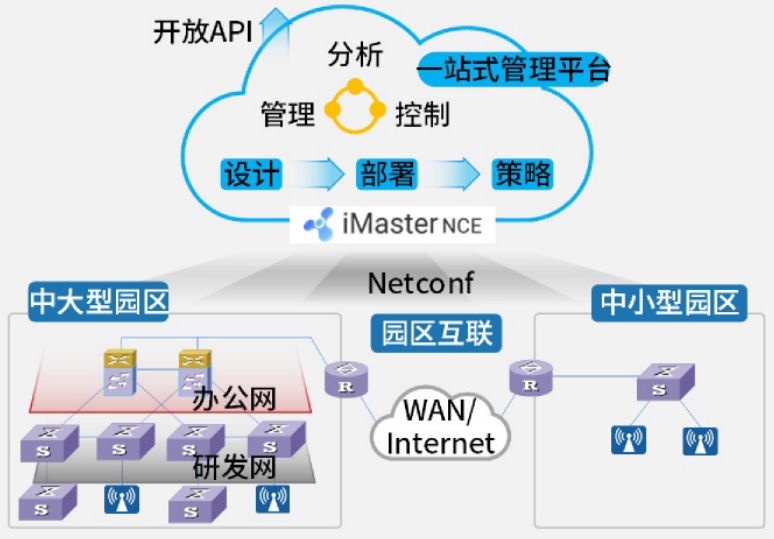 开放API
分析
一站式管理平台
管理
控制
设计
部署
策略
iMaster NCE
Netconf
中大型园区
中小型园区
园区互联
R
R
办公网
S
WAN/
Internet
S
S
S
S
研发网
S
S